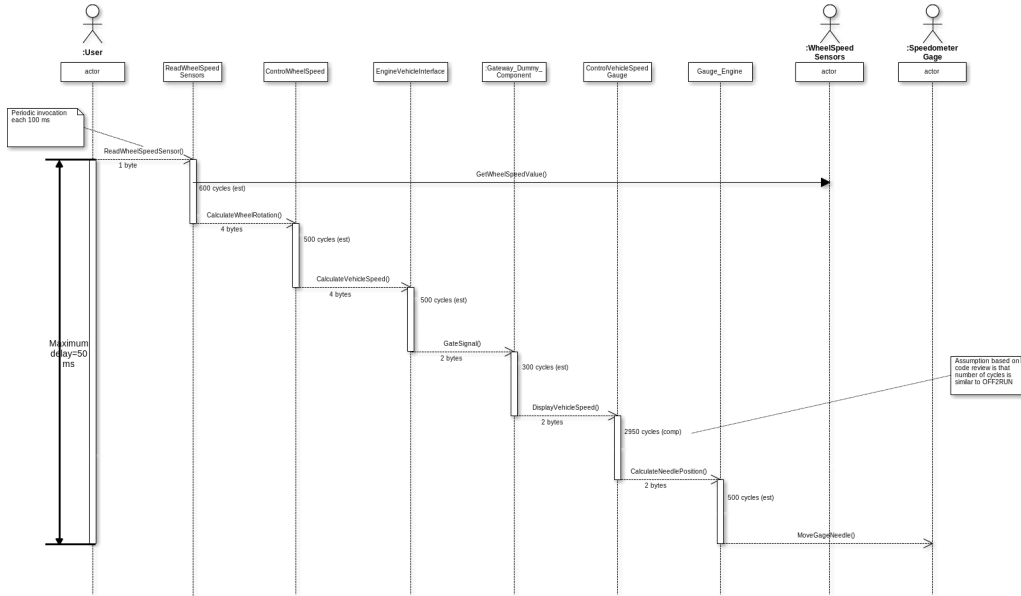 :User
:WheelSpeed
Sensors
:Speedometer
Gage
actor
ReadWheelSpeed
Sensors
ControlWheelSpeed
EngineVehicleInterface
:Gateway_Dummy_
Component
ControlVehicleSpeed
Gauge
Gauge_Engine
actor
actor
Periodic invocation
each 100 ms
ReadWheelSpeedSensor()
1 byte
GetWheelSpeedValue()
600 cycles (est)
CalculateWheelRotation()
4 bytes
500 cycles (est)
CalculateVehicleSpeed()
4 bytes
500 cycles (est)
Maximum
delay=50
ms
GateSignal()
2 bytes
300 cycles (est)
Assumption based on
code review is that
number of cycles is
similar to OFF2RUN
DisplayVehicleSpeed()
2 bytes
2950 cycles (comp)
CalculateNeedlePosition()
2 bytes
500 cycles (est)
MoveGageNeedle()